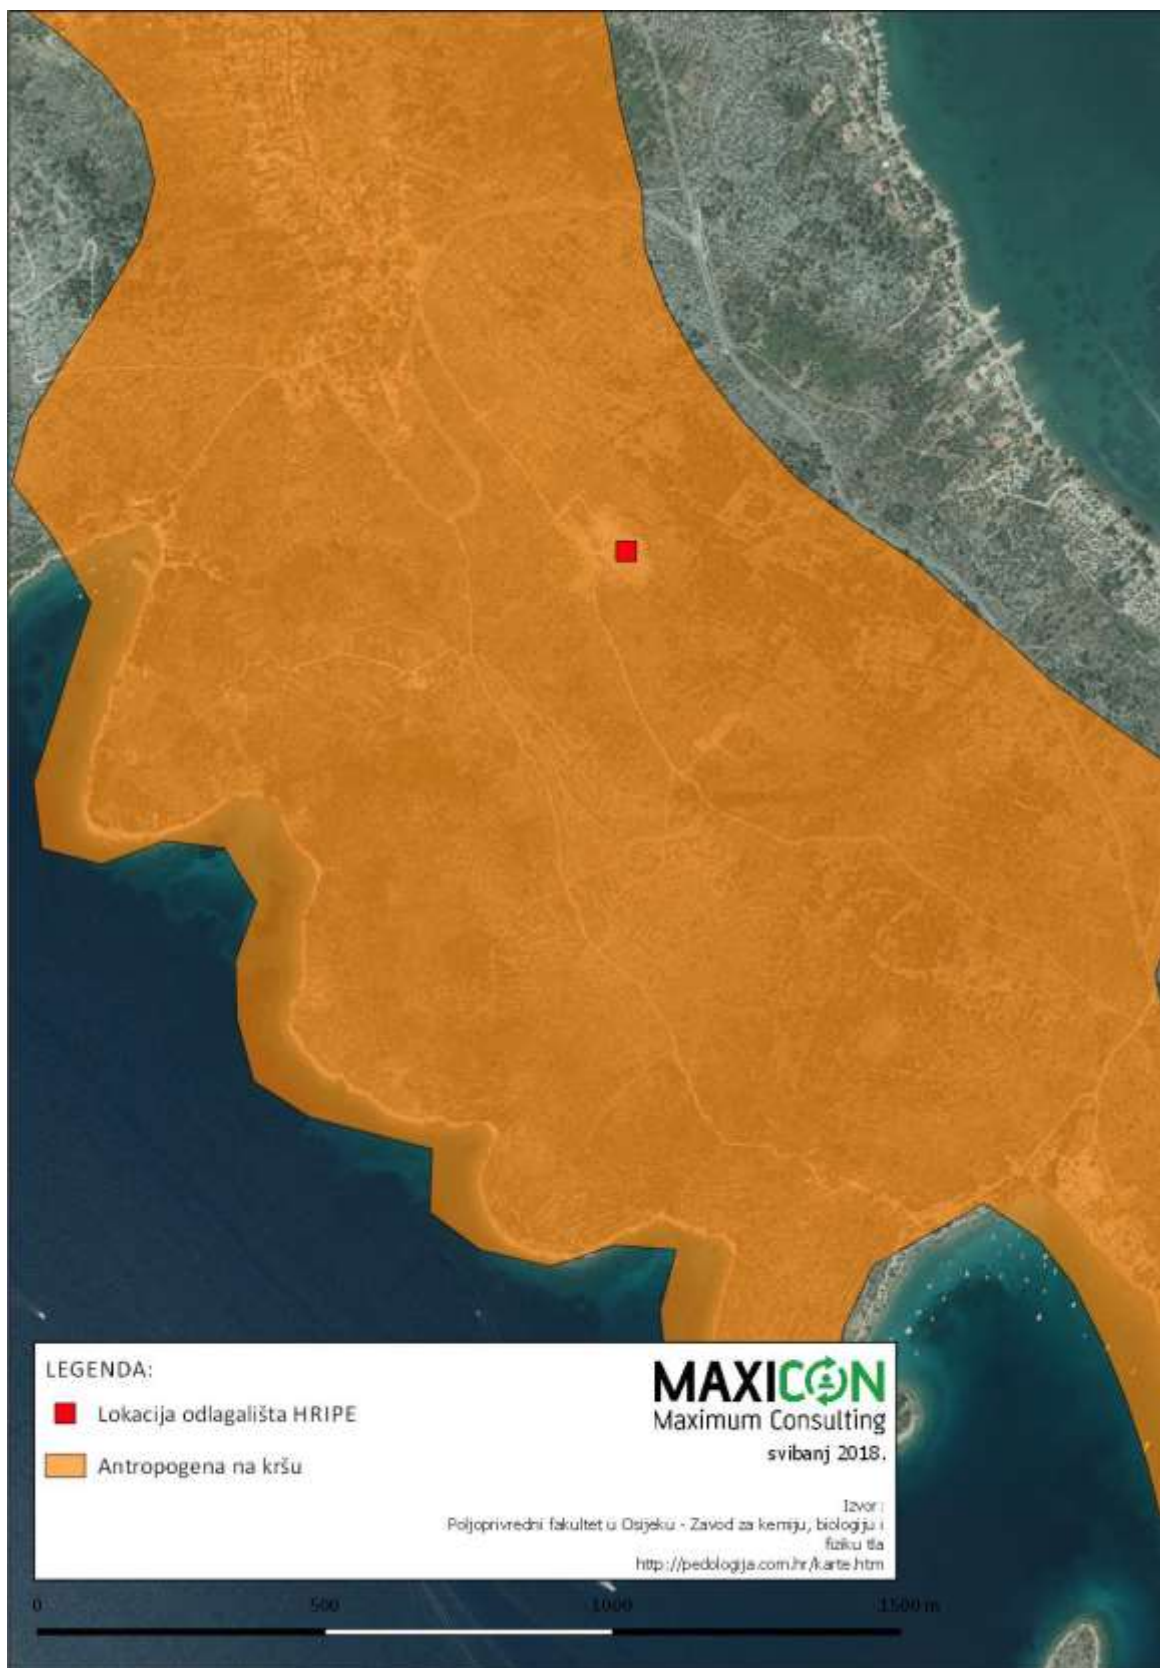 LEGENDA:
Lokacija odlagališta HRIPE
Antropogena na kršu
MAXICON
Maximum Consulting
svibanj 2018.
Izvor:
Poljoprivredni fakultet u Osijeku - Zavod za kemiju, biologiju i
fiziku tla
http://pedologija.com.hr/karte.htm
0 500 1000 1500 m